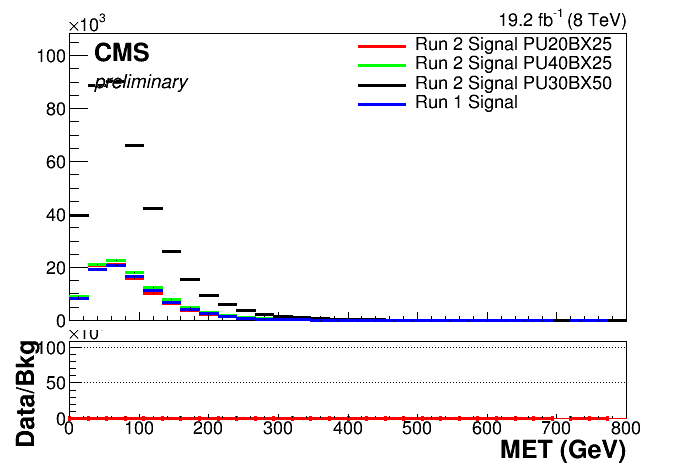 ×10³
19.2 fb⁻¹ (8 TeV)
CMS
preliminary
Run 2 Signal PU20BX25
Run 2 Signal PU40BX25
Run 2 Signal PU30BX50
Run 1 Signal
100
80
60
40
20
0
×10
100
50
0
Data/Bkg
0 100 200 300 400 500 600 700 800
MET (GeV)